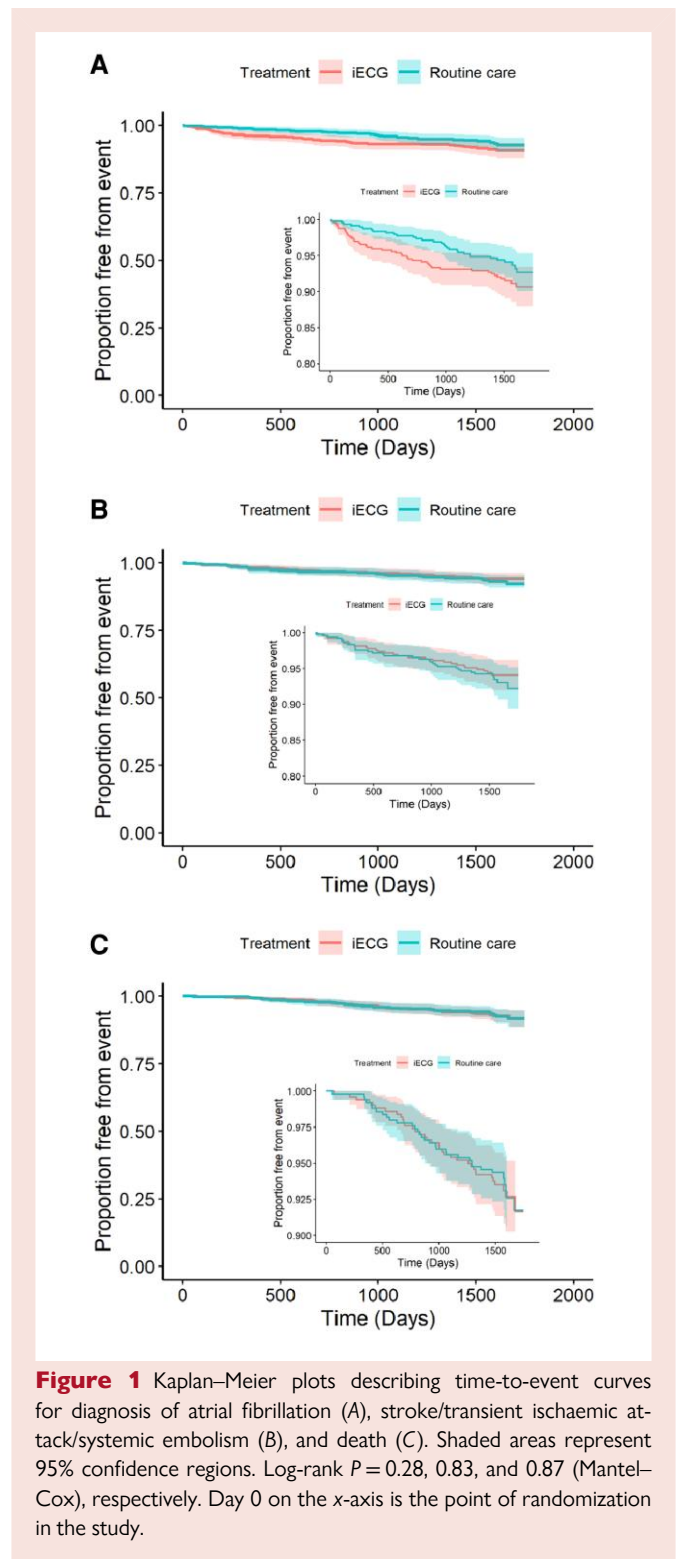 A
Treatment iECG Routine care
Proportion free from event
1.00
0.75
0.50
0.25
0.00
0 500 1000 1500 2000
Time (Days)
Treatment iECG Routine care
Proportion free from event
1.00
0.95
0.90
0.85
0.80
0 500 1000 1500
Time (Days)
B
Treatment iECG Routine care
Proportion free from event
1.00
0.75
0.50
0.25
0.00
0 500 1000 1500 2000
Time (Days)
Treatment iECG Routine care
Proportion free from event
1.00
0.95
0.90
0.85
0.80
0 500 1000 1500
Time (Days)
C
Treatment iECG Routine care
Proportion free from event
1.00
0.75
0.50
0.25
0.00
0 500 1000 1500 2000
Time (Days)
Treatment iECG Routine care
Proportion free from event
1.000
0.975
0.950
0.925
0.900
0 500 1000 1500
Time (Days)
Figure 1 Kaplan–Meier plots describing time-to-event curves
for diagnosis of atrial fibrillation (A), stroke/transient ischaemic at-
tack/systemic embolism (B), and death (C). Shaded areas represent
95% confidence regions. Log-rank P = 0.28, 0.83, and 0.87 (Mantel–
Cox), respectively. Day 0 on the x-axis is the point of randomization
in the study.